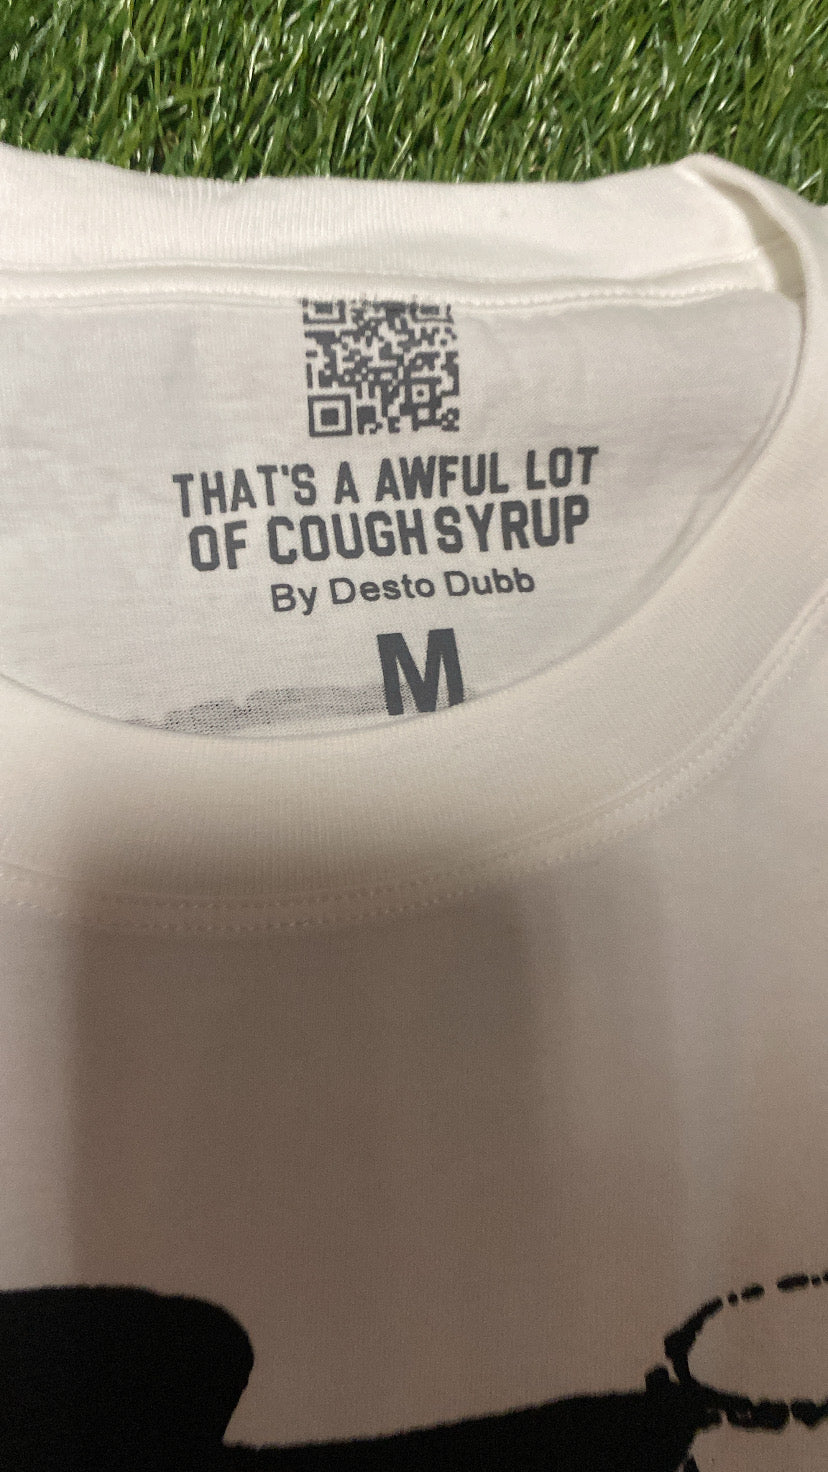 THAT'S A AWFUL LOT
OF COUGH SYRUP
By Desto Dubb
M